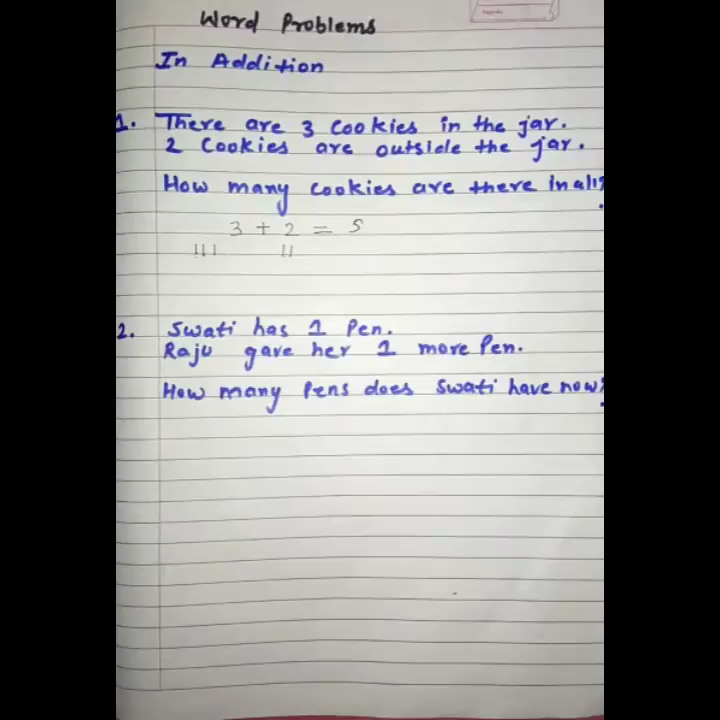 Word Problems
In Addition
1. There are 3 Cookies in the jar.
2 Cookies are outside the jar.
How many cookies are there in all?
3 + 2 = 5
III II
2. Swati has 1 Pen.
Raju gave her 1 more Pen.
How many Pens does Swati have now?